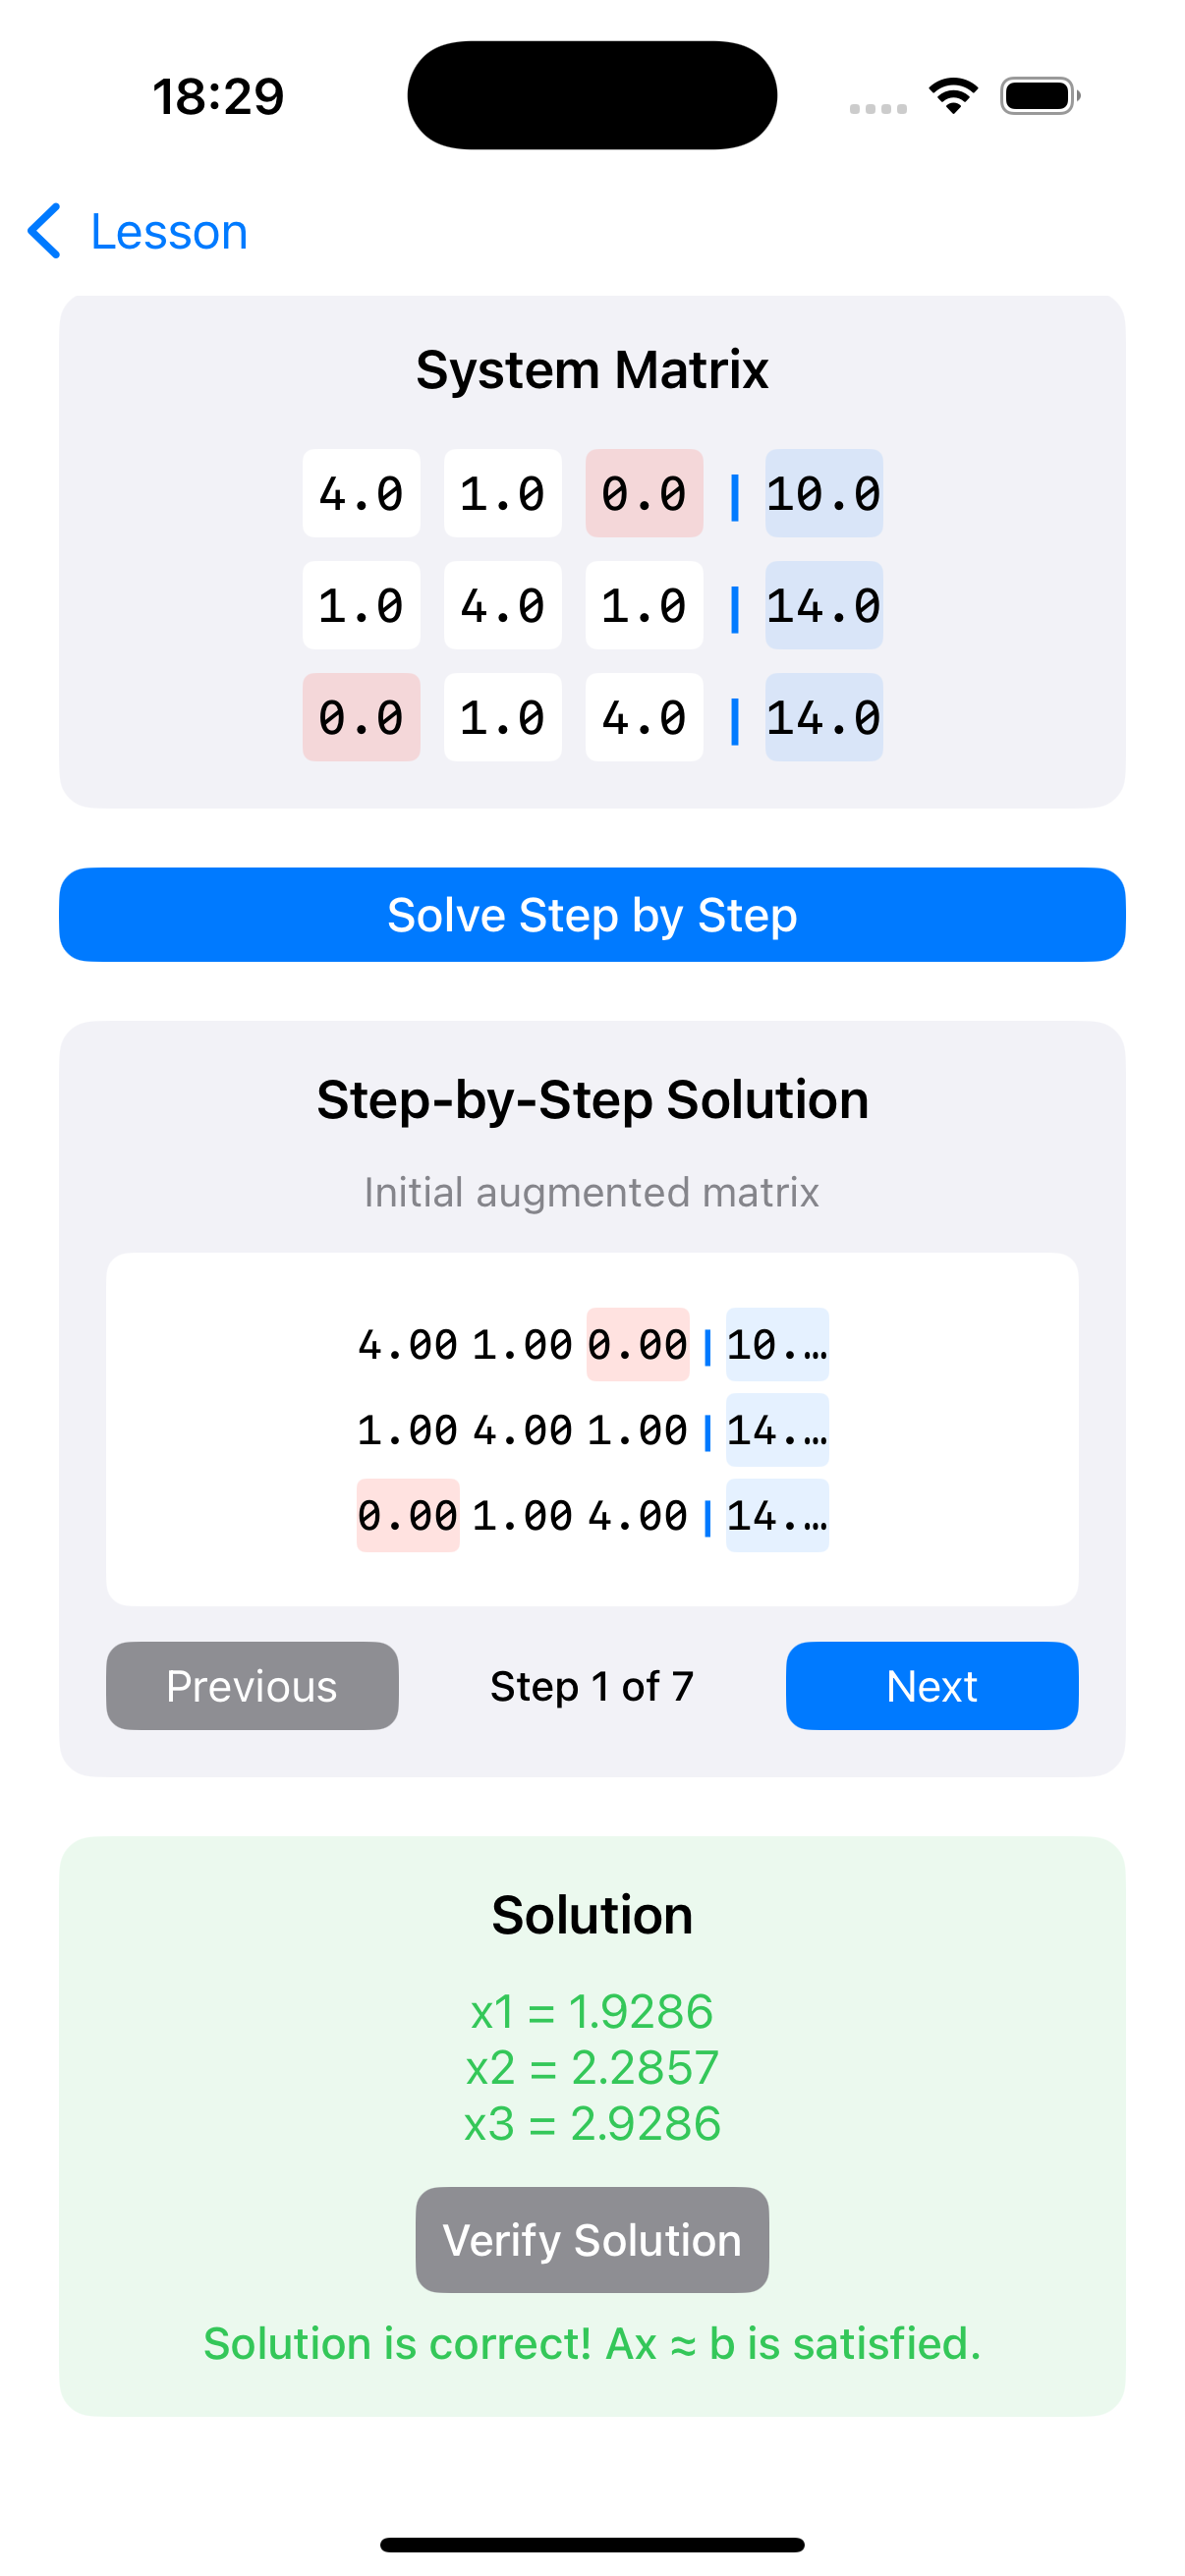 18:29
Lesson
System Matrix
4.0 1.0 0.0 | 10.0
1.0 4.0 1.0 | 14.0
0.0 1.0 4.0 | 14.0
Solve Step by Step
Step-by-Step Solution
Initial augmented matrix
4.00 1.00 0.00 | 10.…
1.00 4.00 1.00 | 14.…
0.00 1.00 4.00 | 14.…
Previous Step 1 of 7 Next
Solution
x1 = 1.9286
x2 = 2.2857
x3 = 2.9286
Verify Solution
Solution is correct! Ax ≈ b is satisfied.